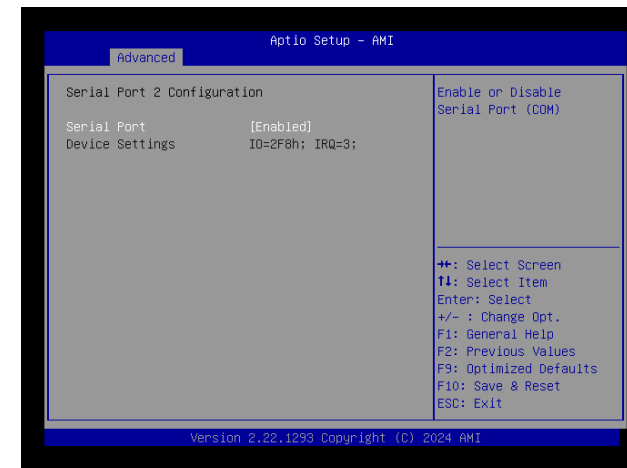 Aptio Setup - AMI
Advanced
Serial Port 2 Configuration
Serial Port [Enabled]
Device Settings IO=2F8h; IRQ=3;
Enable or Disable
Serial Port (COM)
→←: Select Screen
↑↓: Select Item
Enter: Select
+/- : Change Opt.
F1: General Help
F2: Previous Values
F9: Optimized Defaults
F10: Save & Reset
ESC: Exit
Version 2.22.1293 Copyright (C) 2024 AMI